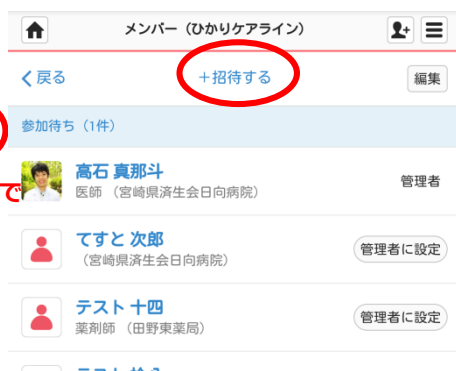 メンバー（ひかりケアライン）
戻る
+招待する
編集
参加待ち（1件）
高石 真那斗
医師 （宮崎県済生会日向病院）
管理者
で
てすと 次郎
（宮崎県済生会日向病院）
管理者に設定
テスト 十四
薬剤師 （田野東薬局）
管理者に設定